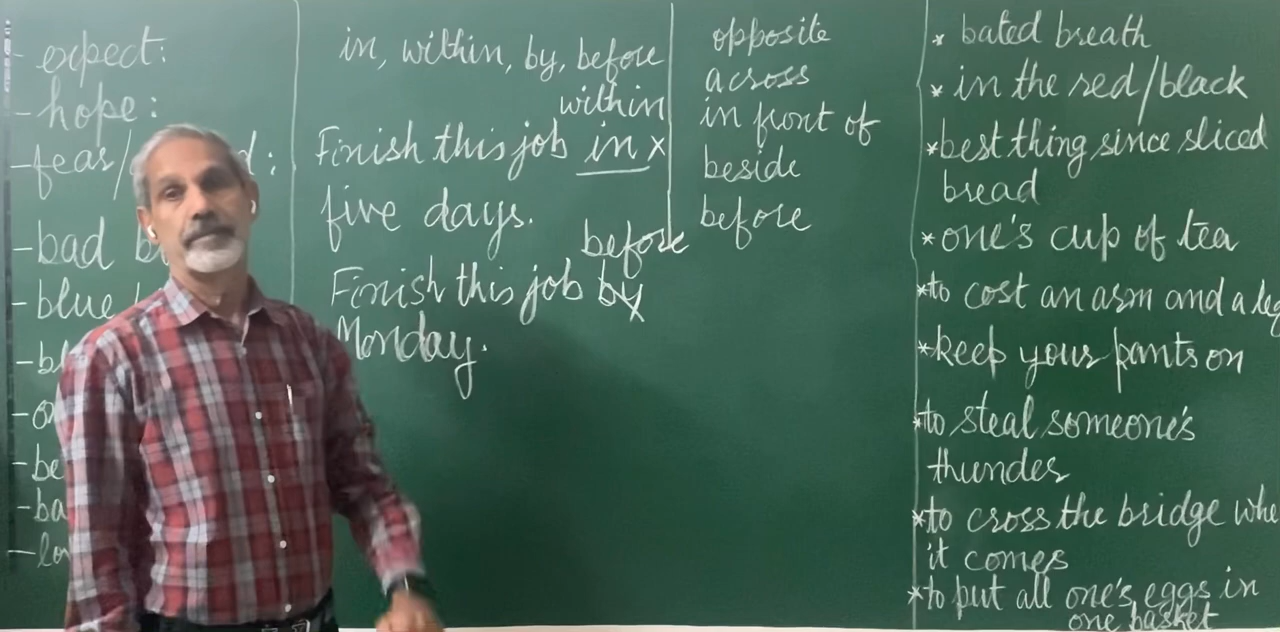 - expect:
- hope:
- fear/
- bad
- blue
in, within, by, before
within
Finish this job in x
five days.
before
Finish this job by x
Monday.
opposite
across
in front of
beside
before
* bated breath
* in the red/black
* best thing since sliced
bread
* one's cup of tea
* to cost an arm and a leg
* keep your pants on
* to steal someone's
thunder
* to cross the bridge
it comes
* to put all one's eggs in
one basket